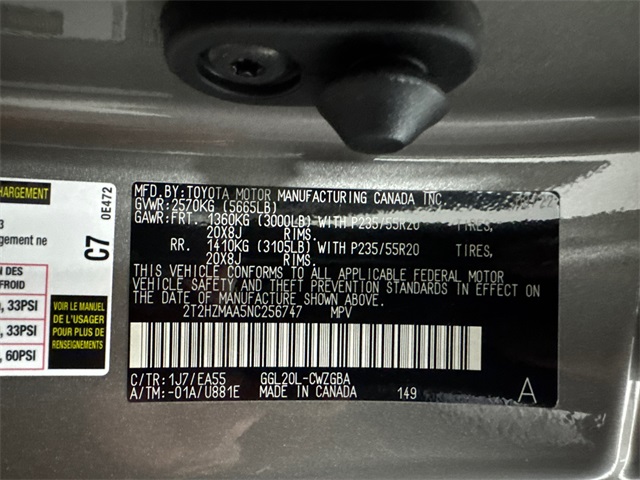 CHARGEMENT
3
rgement ne
C7
0E472
N DES
FROID
, 33PSI
, 33PSI
, 60PSI
VOIR LE MANUEL
DE L'USAGER
POUR PLUS DE
RENSEIGNEMENTS
MFD. BY: TOYOTA MOTOR MANUFACTURING CANADA INC.
GVWR: 2570KG (5665LB)
GAWR: FRT. 1360KG (3000LB) WITH P235/55R20 TIRES,
20X8J RIMS.
RR. 1410KG (3105LB) WITH P235/55R20 TIRES,
20X8J RIMS.
THIS VEHICLE CONFORMS TO ALL APPLICABLE FEDERAL MOTOR
VEHICLE SAFETY AND THEFT PREVENTION STANDARDS IN EFFECT ON
THE DATE OF MANUFACTURE SHOWN ABOVE.
2T2HZMAA5NC256747 MPV
C/TR: 1J7/EA55 GGL20L-CWZGBA
A/TM: -01A/U881E MADE IN CANADA 149
A